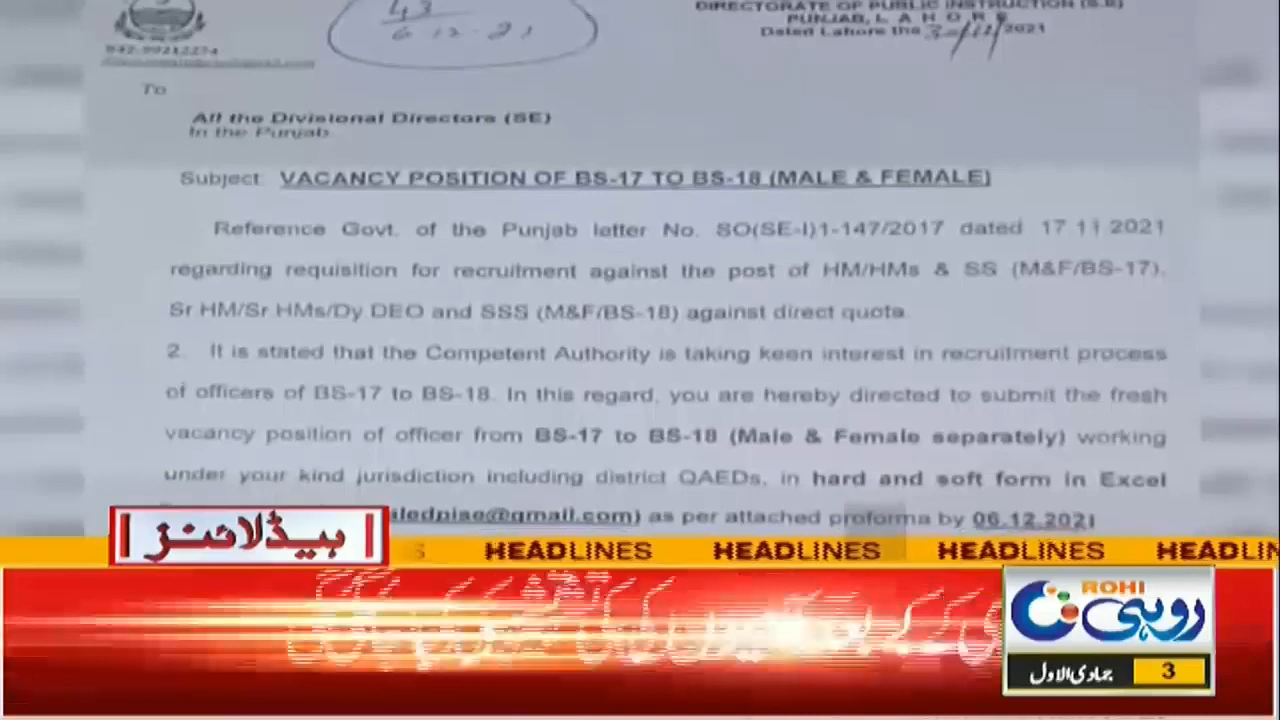 43
6.12.21
DIRECTORATE OF PUBLIC INSTRUCTION (S.E)
PUNJAB, LAHORE
Dated Lahore the 2021
042-99212274
To
All the Divisional Directors (SE)
In the Punjab.
Subject: VACANCY POSITION OF BS-17 TO BS-18 (MALE & FEMALE)
Reference Govt. of the Punjab letter No. SO(SE-I)1-147/2017 dated 17.11.2021
regarding requisition for recruitment against the post of HM/HMs & SS (M&F/BS-17),
Sr HM/Sr HMs/Dy DEO and SSS (M&F/BS-18) against direct quota.
2. It is stated that the Competent Authority is taking keen interest in recruitment process
of officers of BS-17 to BS-18. In this regard, you are hereby directed to submit the fresh
vacancy position of officer from BS-17 to BS-18 (Male & Female separately) working
under your kind jurisdiction including district QAEDs, in hard and soft form in Excel
aledpise@gmail.com) as per attached proforma by 06.12.2021
ہیڈلائنز
S HEADLINES HEADLINES HEADLINES HEADLIN
ROHI
روہی
3 جمادی الاول